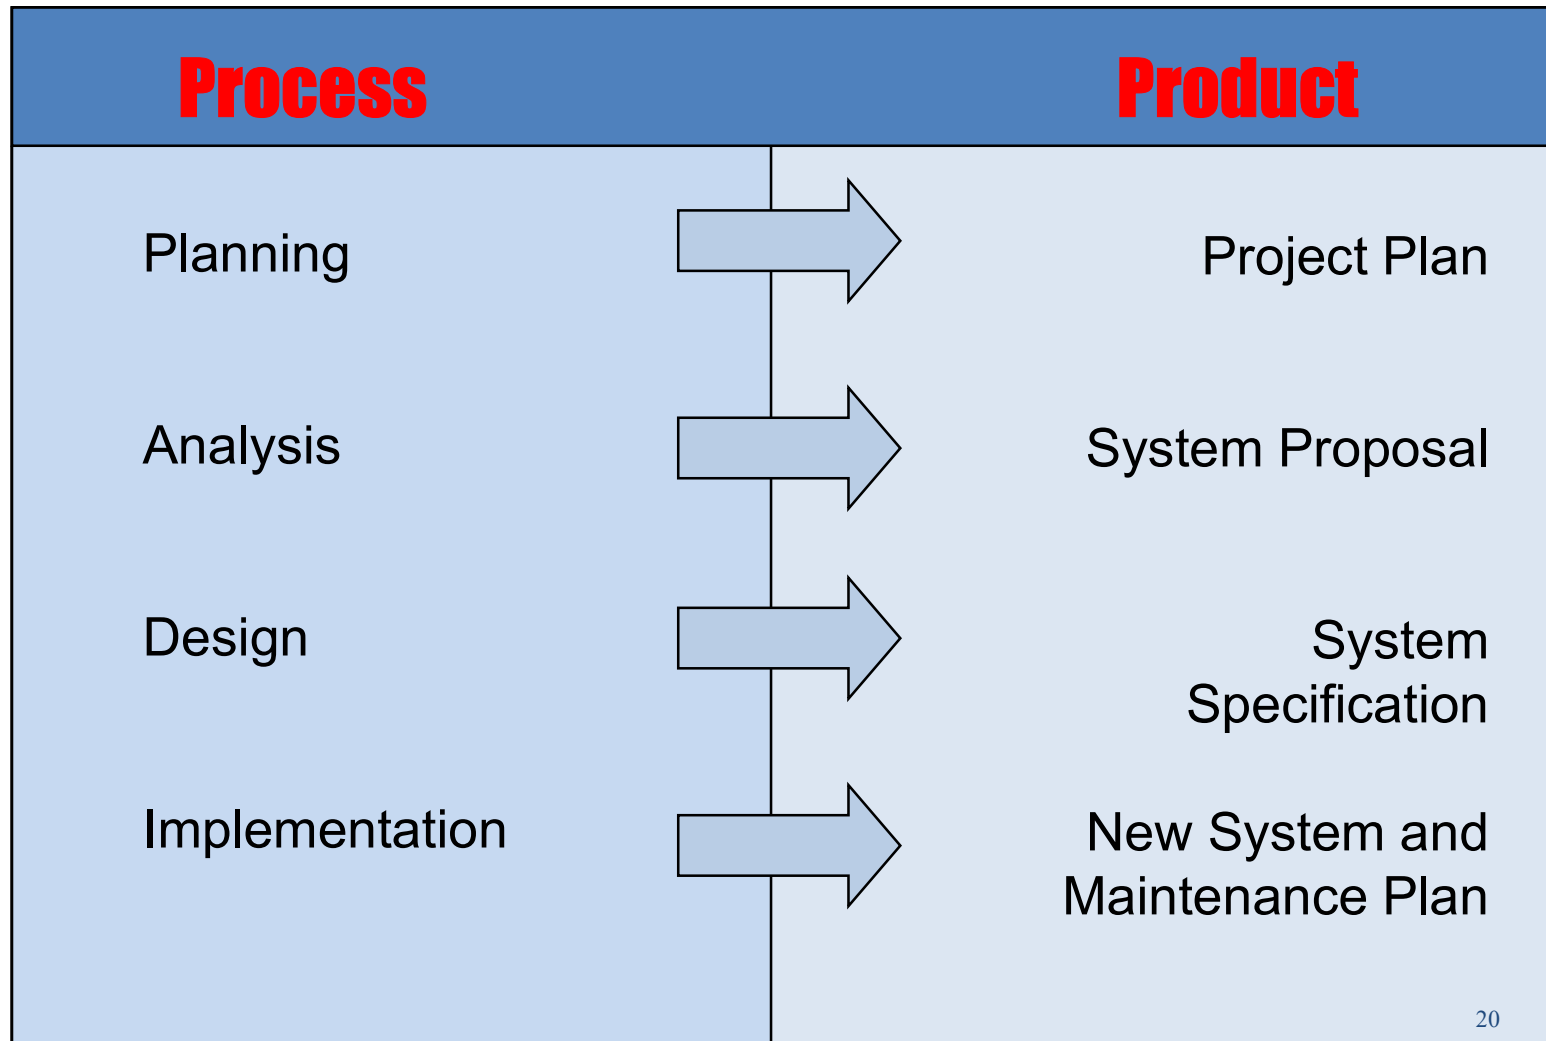 Process
Product
Planning
Project Plan
Analysis
System Proposal
Design
System
Specification
Implementation
New System and
Maintenance Plan
20